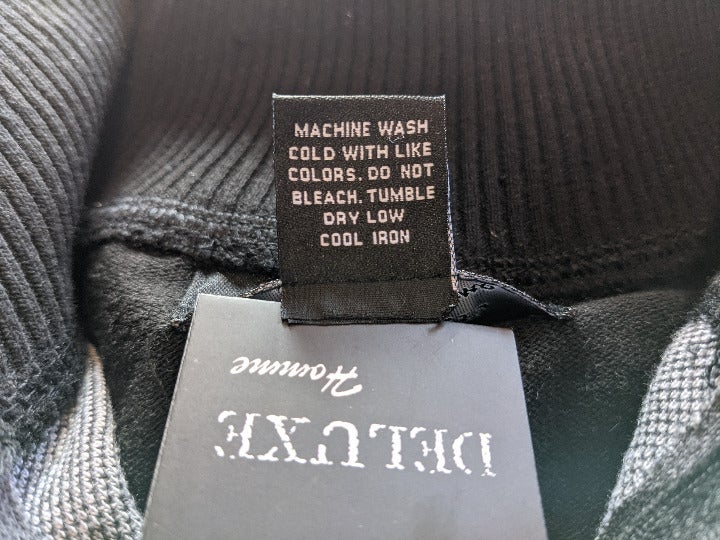 MACHINE WASH
COLD WITH LIKE
COLORS. DO NOT
BLEACH. TUMBLE
DRY LOW
COOL IRON
DELUXE
Homme